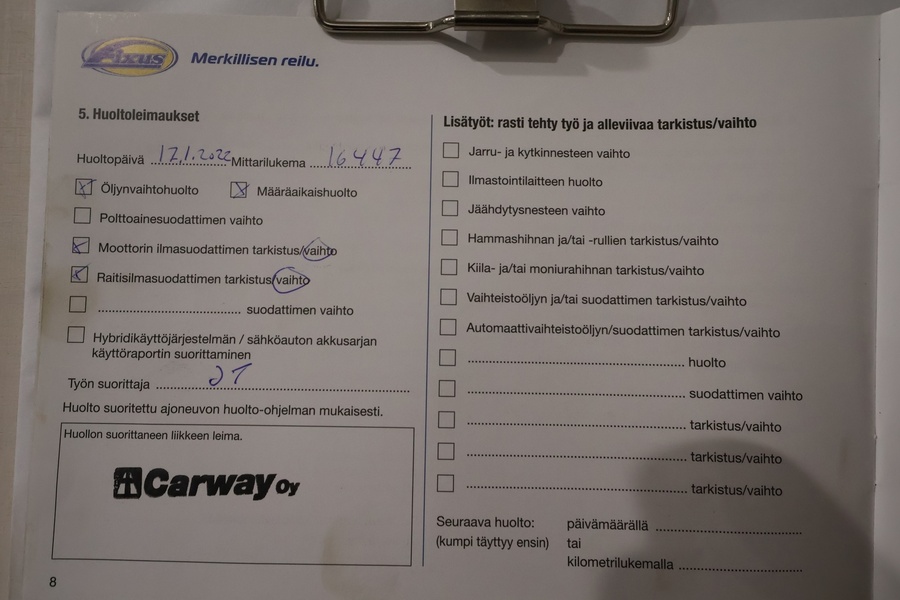 Fixus Merkillisen reilu.
5. Huoltoleimaukset
Huoltopäivä 17.1.2022 Mittarilukema 16447
Öljynvaihtohuolto Määräaikaishuolto
Polttoainesuodattimen vaihto
Moottorin ilmasuodattimen tarkistus/vaihto
Raitisilmasuodattimen tarkistus/vaihto
suodattimen vaihto
Hybridikäyttöjärjestelmän / sähköauton akkusarjan
käyttöraportin suorittaminen
Työn suorittaja
Huolto suoritettu ajoneuvon huolto-ohjelman mukaisesti.
Huollon suorittaneen liikkeen leima.
Carway Oy
8
Lisätyöt: rasti tehty työ ja alleviivaa tarkistus/vaihto
Jarru- ja kytkinnesteen vaihto
Ilmastointilaitteen huolto
Jäähdytysnesteen vaihto
Hammashihnan ja/tai -rullien tarkistus/vaihto
Kiila- ja/tai moniurahihnan tarkistus/vaihto
Vaihteistoöljyn ja/tai suodattimen tarkistus/vaihto
Automaattivaihteistoöljyn/suodattimen tarkistus/vaihto
huolto
suodattimen vaihto
tarkistus/vaihto
tarkistus/vaihto
tarkistus/vaihto
Seuraava huolto: päivämäärällä
(kumpi täyttyy ensin) tai
kilometrilukemalla